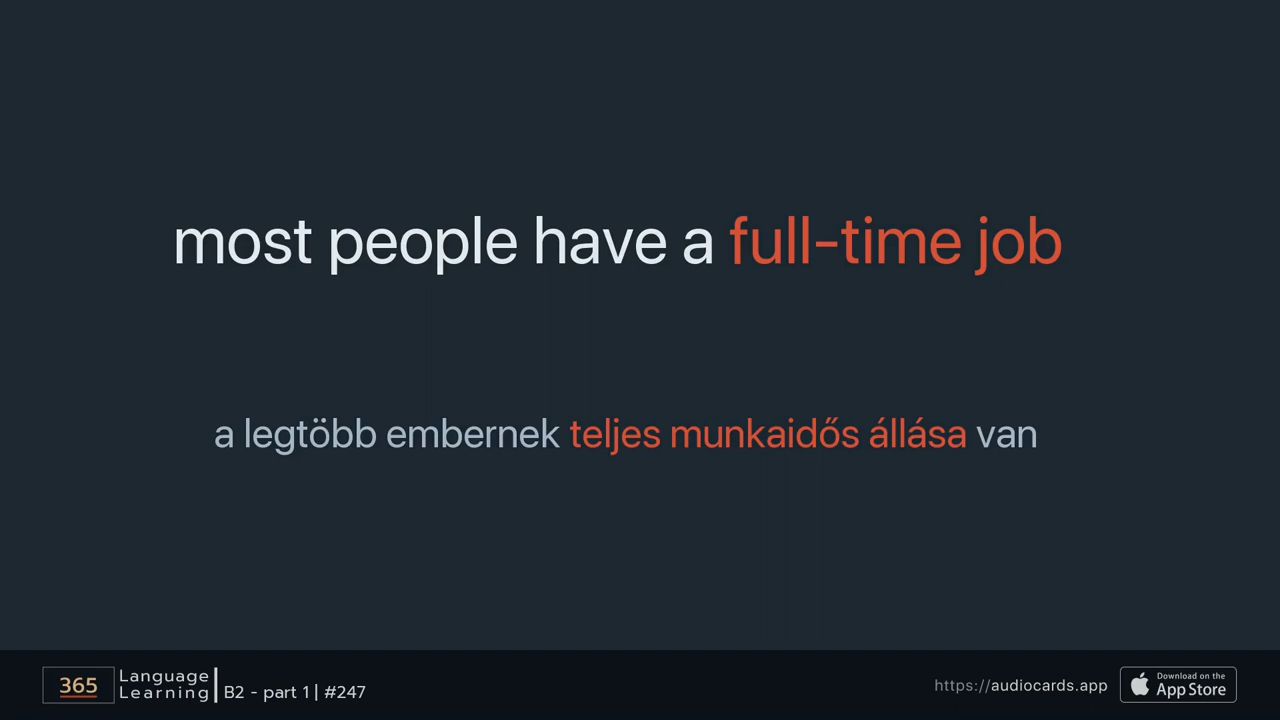 most people have a full-time job
a legtöbb embernek teljes munkaidős állása van
365 Language Learning | B2 - part 1 | #247
https://audiocards.app
Download on the App Store